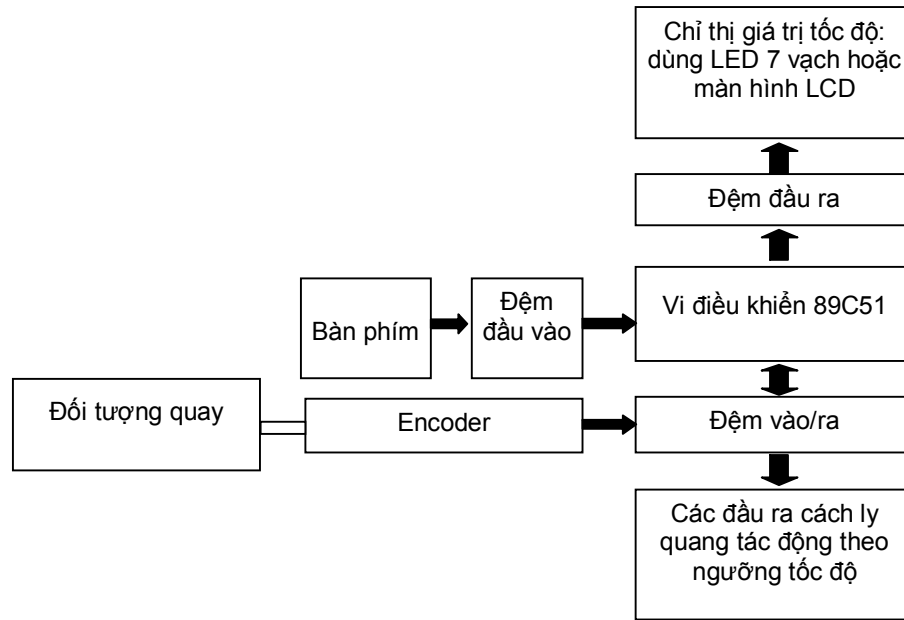 Chỉ thị giá trị tốc độ:
dùng LED 7 vạch hoặc
màn hình LCD
Đệm đầu ra
Vi điều khiển 89C51
Bàn phím
Đệm
đầu vào
Đối tượng quay
Encoder
Đệm vào/ra
Các đầu ra cách ly
quang tác động theo
ngưỡng tốc độ